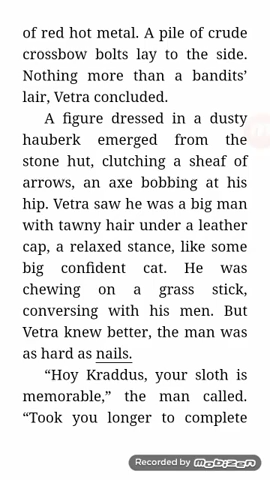 of red hot metal. A pile of crude
crossbow bolts lay to the side.
Nothing more than a bandits’
lair, Vetra concluded.
A figure dressed in a dusty
hauberk emerged from the
stone hut, clutching a sheaf of
arrows, an axe bobbing at his
hip. Vetra saw he was a big man
with tawny hair under a leather
cap, a relaxed stance, like some
big confident cat. He was
chewing on a grass stick,
conversing with his men. But
Vetra knew better, the man was
as hard as nails.
“Hoy Kraddus, your sloth is
memorable,” the man called.
“Took you longer to complete
Recorded by Mobizen